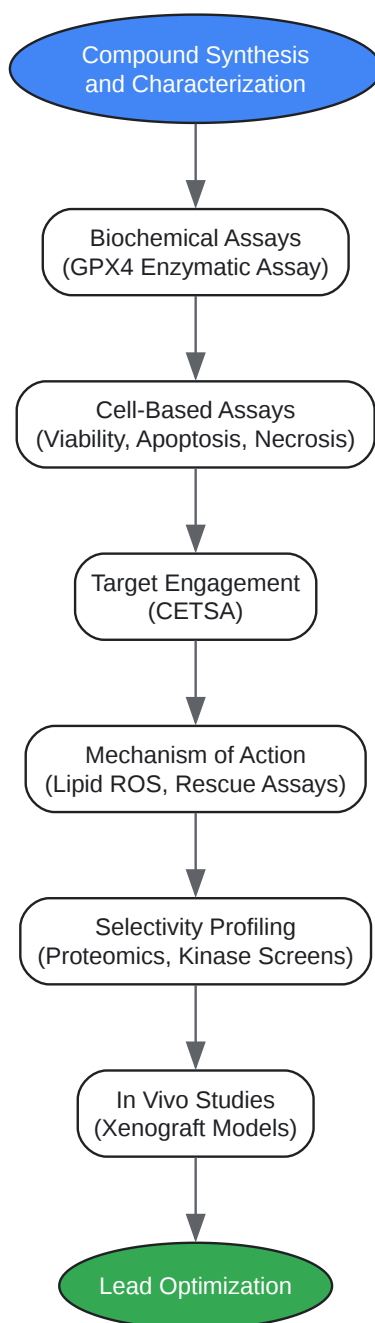 Compound Synthesis
and Characterization
Biochemical Assays
(GPX4 Enzymatic Assay)
Cell-Based Assays
(Viability, Apoptosis, Necrosis)
Target Engagement
(CETSA)
Mechanism of Action
(Lipid ROS, Rescue Assays)
Selectivity Profiling
(Proteomics, Kinase Screens)
In Vivo Studies
(Xenograft Models)
Lead Optimization